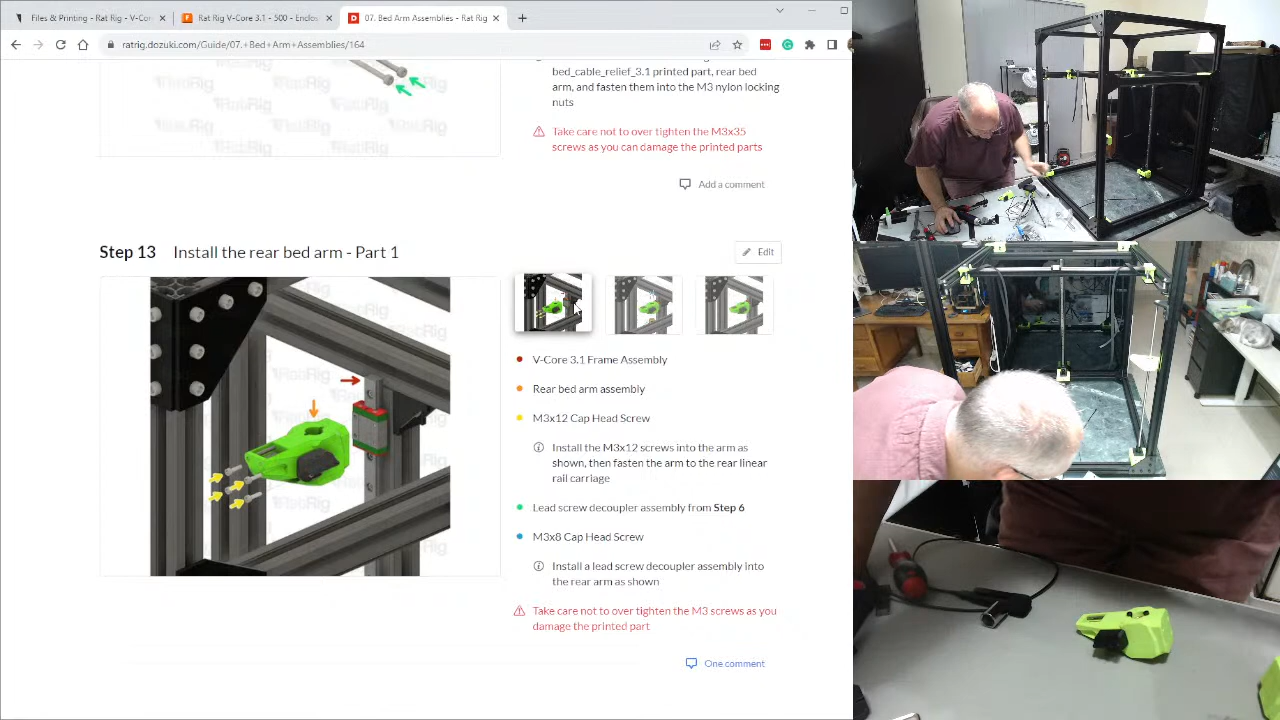 Files & Printing - Rat Rig - V-Cor
Rat Rig V-Core 3.1 - 500 - Enclos
07. Bed Arm Assemblies - Rat Rig
ratrig.dozuki.com/Guide/07.+Bed+Arm+Assemblies/164
bed_cable_relief_3.1 printed part, rear bed
arm, and fasten them into the M3 nylon locking
nuts
Take care not to over tighten the M3x35
screws as you can damage the printed parts
Add a comment
Step 13 Install the rear bed arm - Part 1
Edit
V-Core 3.1 Frame Assembly
Rear bed arm assembly
M3x12 Cap Head Screw
Install the M3x12 screws into the arm as
shown, then fasten the arm to the rear linear
rail carriage
Lead screw decoupler assembly from Step 6
M3x8 Cap Head Screw
Install a lead screw decoupler assembly into
the rear arm as shown
Take care not to over tighten the M3 screws as you
damage the printed part
One comment